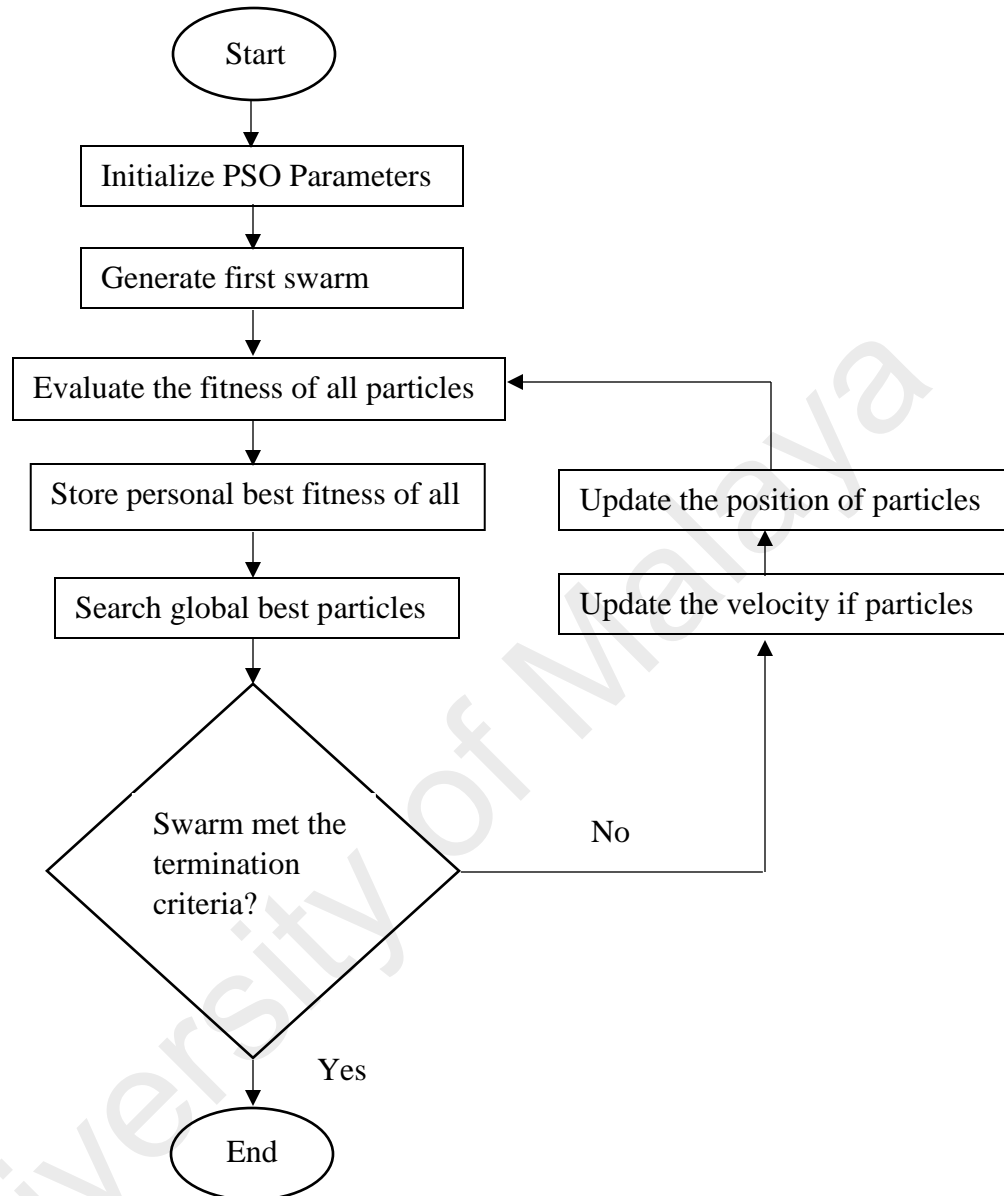 Start
Initialize PSO Parameters
Generate first swarm
Evaluate the fitness of all particles
Store personal best fitness of all
Search global best particles
Swarm met the
termination
criteria?
No
Update the velocity if particles
Update the position of particles
Yes
End
iversity of Malaya